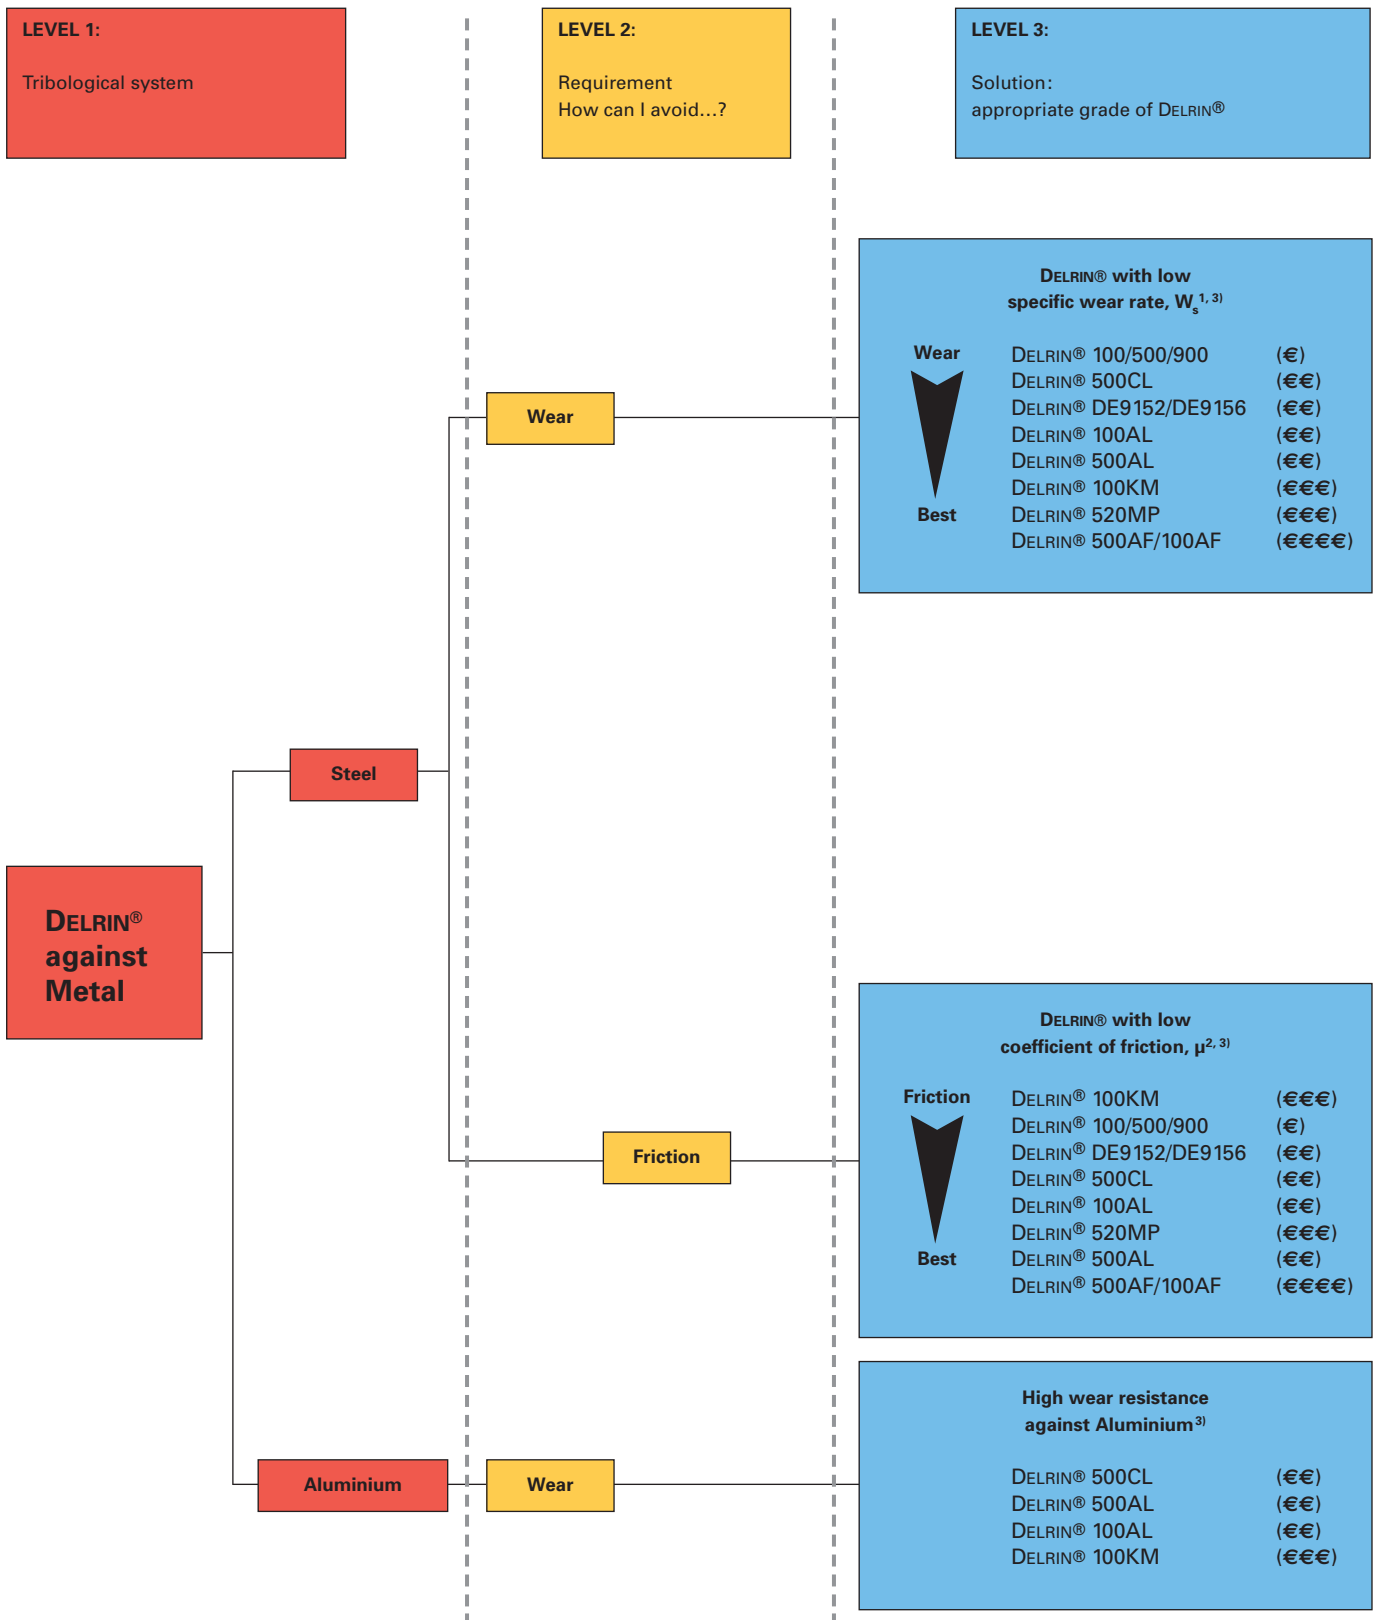 LEVEL 1:
Tribological system
LEVEL 2:
Requirement
How can I avoid...?
LEVEL 3:
Solution:
appropriate grade of DELRIN®
DELRIN® with low
specific wear rate, Ws1, 3)
Wear
DELRIN® 100/500/900 (€)
DELRIN® 500CL (€€)
DELRIN® DE9152/DE9156 (€€)
DELRIN® 100AL (€€)
DELRIN® 500AL (€€)
DELRIN® 100KM (€€€)
Best
DELRIN® 520MP (€€€)
DELRIN® 500AF/100AF (€€€€)
Wear
Steel
DELRIN®
against
Metal
DELRIN® with low
coefficient of friction, µ2, 3)
Friction
DELRIN® 100KM (€€€)
DELRIN® 100/500/900 (€)
DELRIN® DE9152/DE9156 (€€)
DELRIN® 500CL (€€)
DELRIN® 100AL (€€)
DELRIN® 520MP (€€€)
Best
DELRIN® 500AL (€€)
DELRIN® 500AF/100AF (€€€€)
Friction
High wear resistance
against Aluminium3)
Aluminium
Wear
DELRIN® 500CL (€€)
DELRIN® 500AL (€€)
DELRIN® 100AL (€€)
DELRIN® 100KM (€€€)